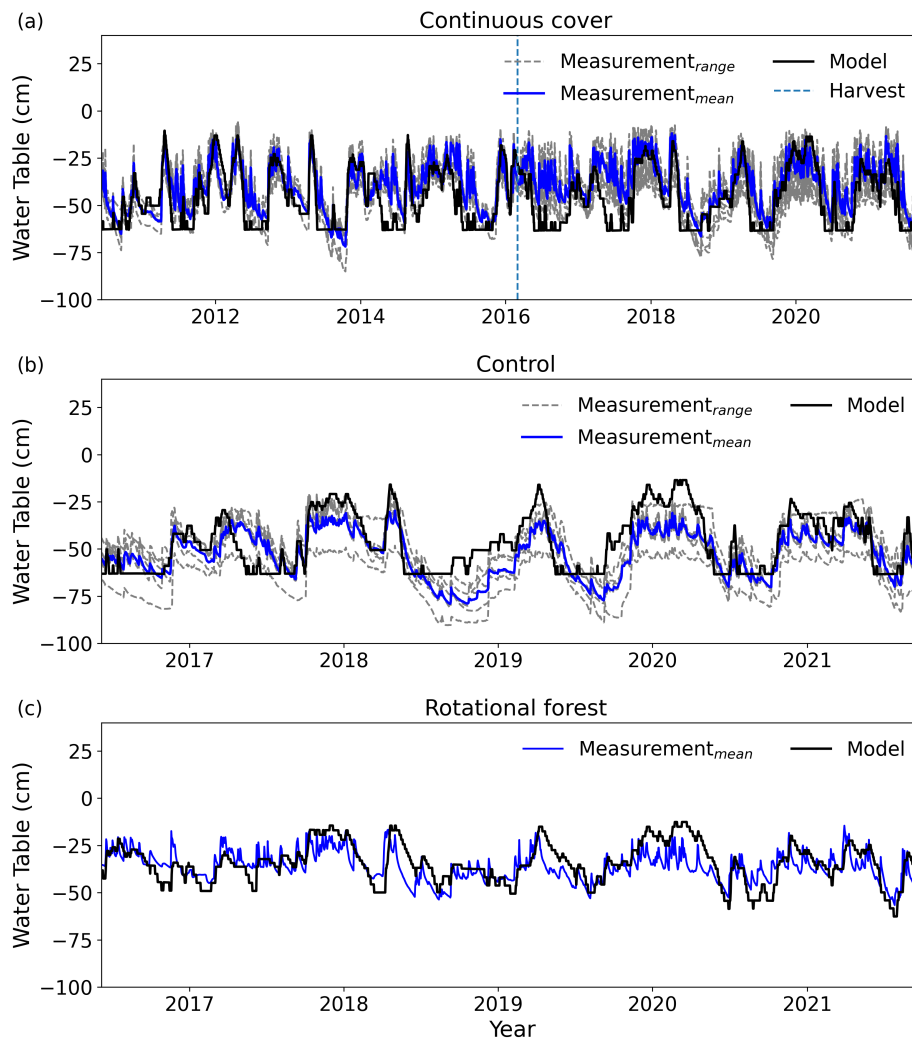 (a)
Continuous cover
Measurement_range
Measurement_mean
Model
Harvest
Water Table (cm)
25
0
−25
−50
−75
−100
2012
2014
2016
2018
2020
(b)
Control
Measurement_range
Measurement_mean
Model
Water Table (cm)
25
0
−25
−50
−75
−100
2017
2018
2019
2020
2021
(c)
Rotational forest
Measurement_mean
Model
Water Table (cm)
25
0
−25
−50
−75
−100
2017
2018
2019
2020
2021
Year